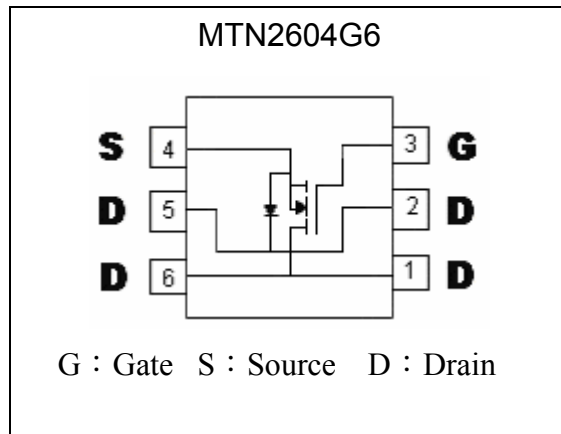 MTN2604G6
S 4 3 G
D 5 2 D
D 6 1 D
G：Gate S：Source D：Drain